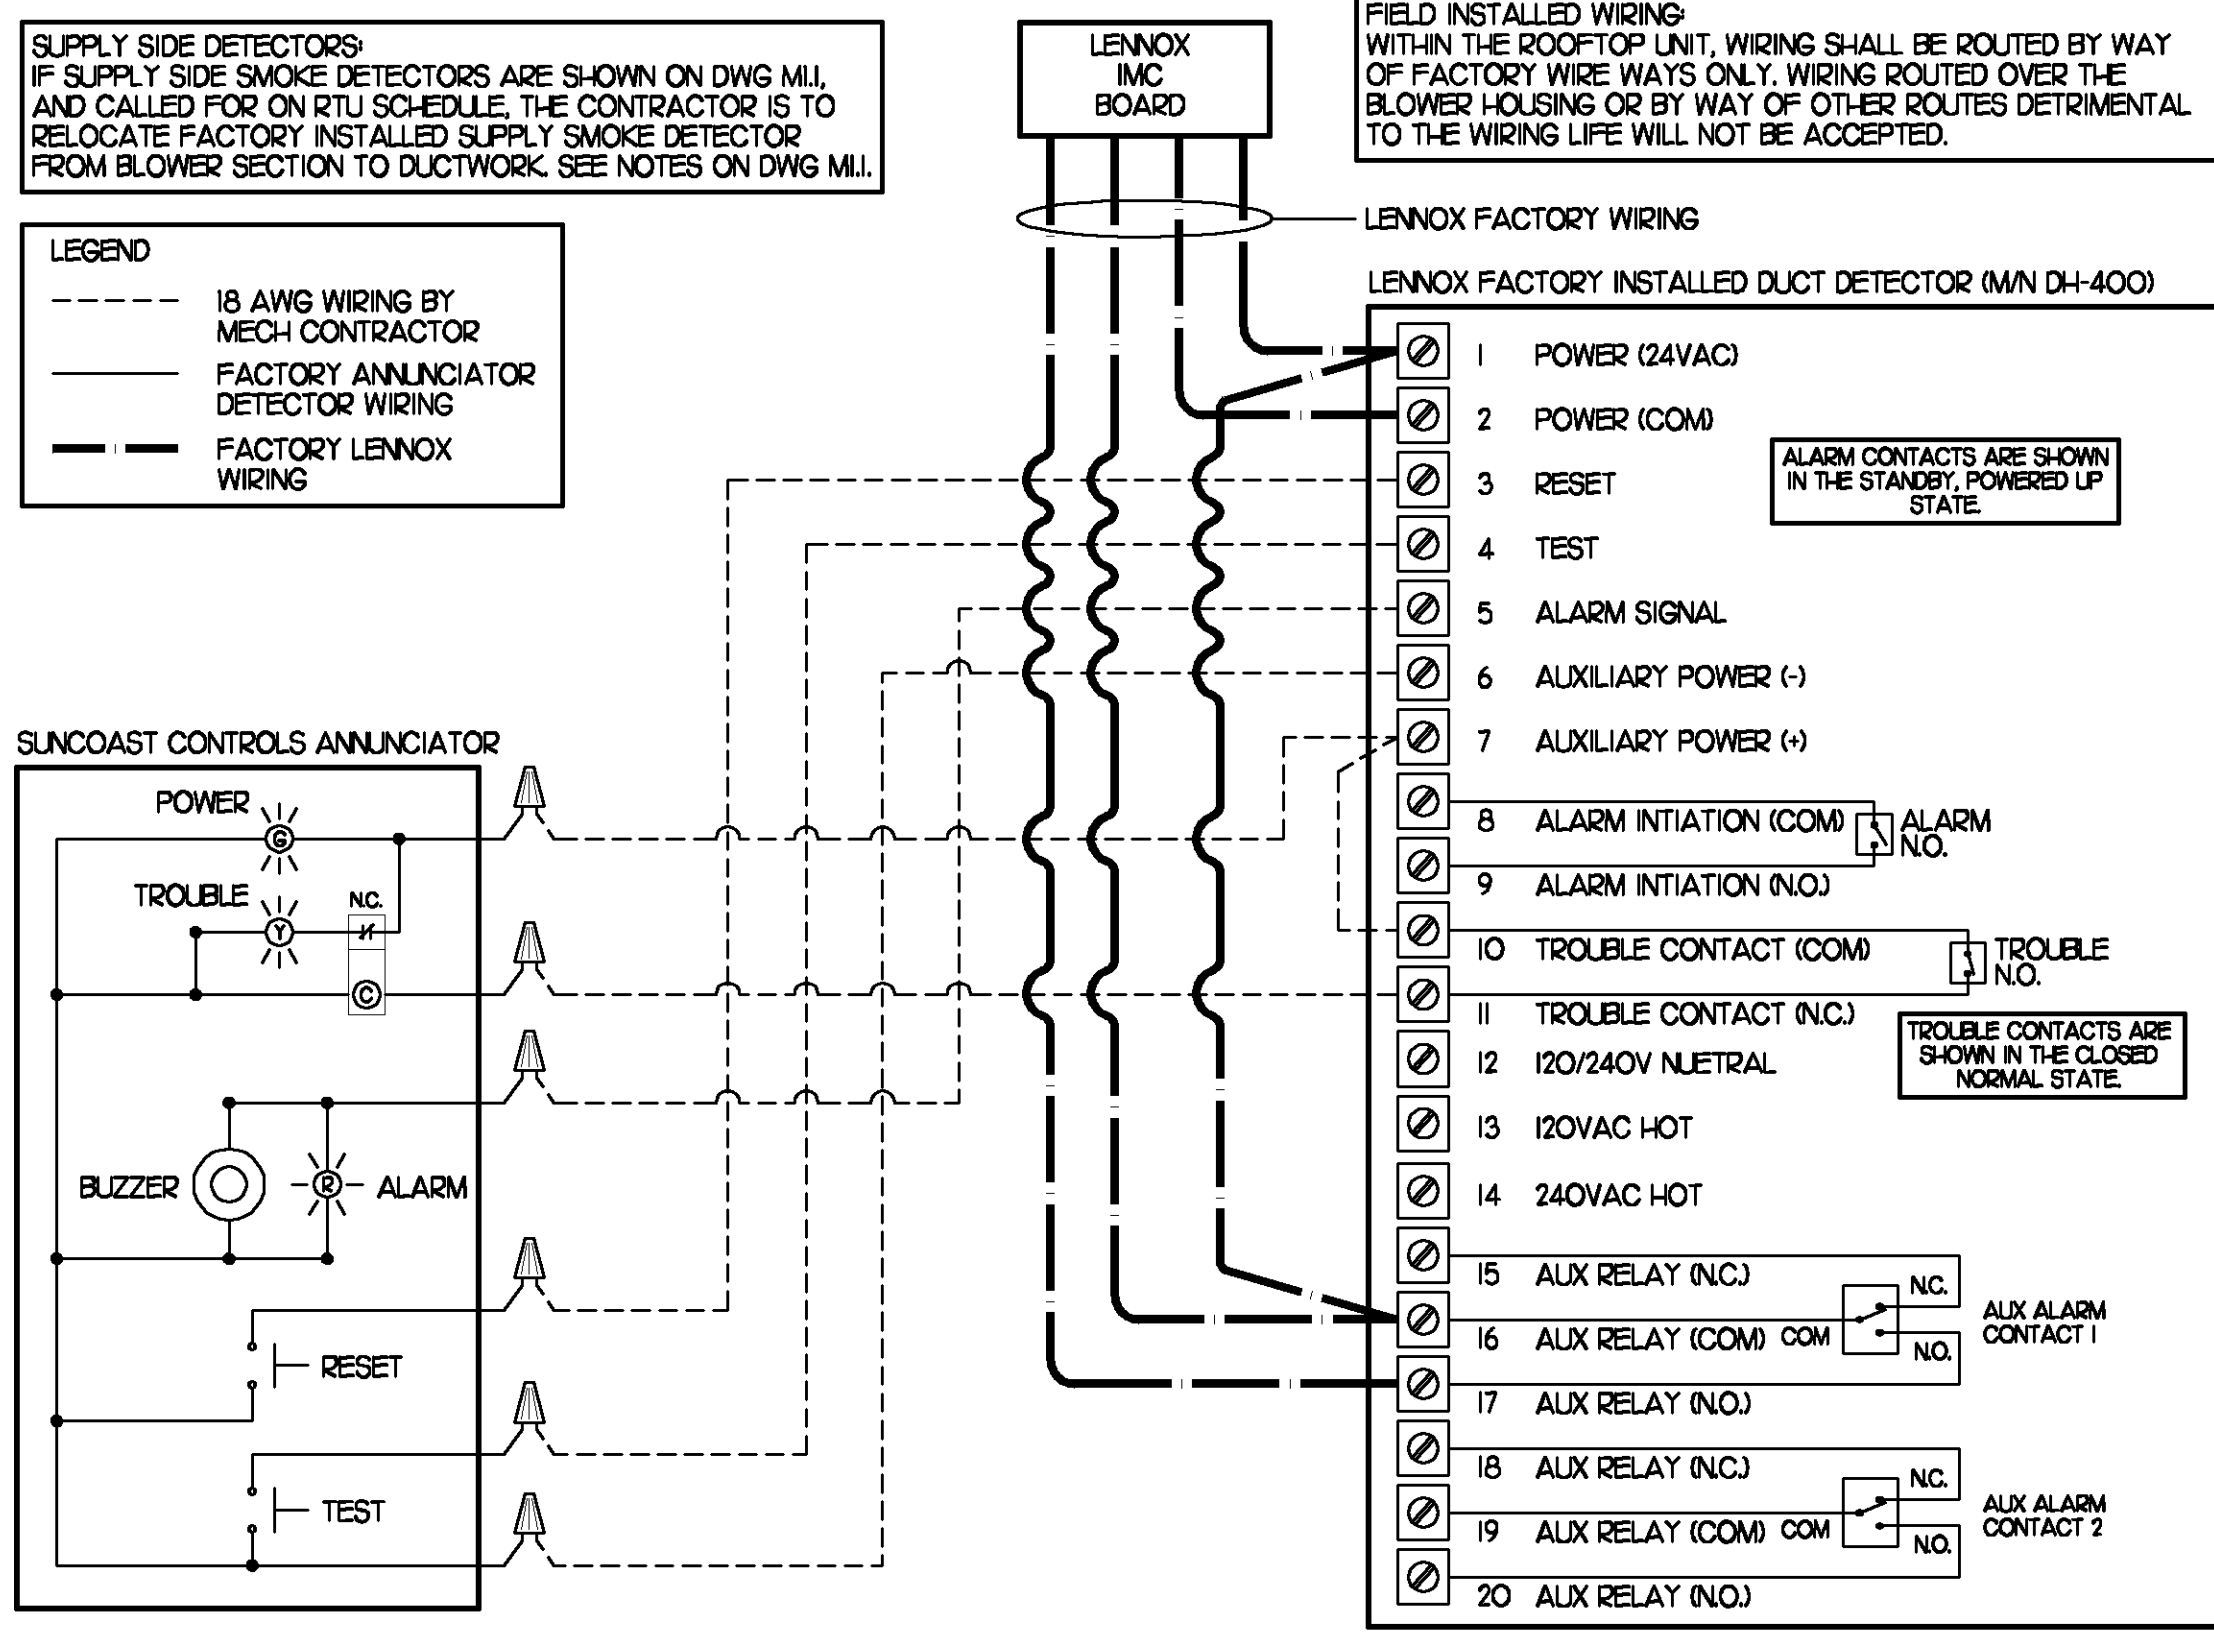 SUPPLY SIDE DETECTORS:
IF SUPPLY SIDE SMOKE DETECTORS ARE SHOWN ON DWG M1.1,
AND CALLED FOR ON RTU SCHEDULE, THE CONTRACTOR IS TO
RELOCATE FACTORY INSTALLED SUPPLY SMOKE DETECTOR
FROM BLOWER SECTION TO DUCTWORK. SEE NOTES ON DWG M1.1.
LENNOX
IMC
BOARD
FIELD INSTALLED WIRING:
WITHIN THE ROOFTOP UNIT, WIRING SHALL BE ROUTED BY WAY
OF FACTORY WIRE WAYS ONLY. WIRING ROUTED OVER THE
BLOWER HOUSING OR BY WAY OF OTHER ROUTES DETRIMENTAL
TO THE WIRING LIFE WILL NOT BE ACCEPTED.
LENNOX FACTORY WIRING
LEGEND
18 AWG WIRING BY
MECH CONTRACTOR
FACTORY ANNUNCIATOR
DETECTOR WIRING
FACTORY LENNOX
WIRING
LENNOX FACTORY INSTALLED DUCT DETECTOR (M/N DH-400)
1 POWER (24VAC)
2 POWER (COM)
3 RESET
4 TEST
5 ALARM SIGNAL
6 AUXILIARY POWER (-)
7 AUXILIARY POWER (+)
8 ALARM INTIATION (COM)
9 ALARM INTIATION (N.O.)
10 TROUBLE CONTACT (COM)
11 TROUBLE CONTACT (N.C.)
12 120/240V NUETRAL
13 120VAC HOT
14 240VAC HOT
15 AUX RELAY (N.C.)
16 AUX RELAY (COM) COM
17 AUX RELAY (N.O.)
18 AUX RELAY (N.C.)
19 AUX RELAY (COM) COM
20 AUX RELAY (N.O.)
ALARM CONTACTS ARE SHOWN
IN THE STANDBY, POWERED UP
STATE.
ALARM
N.O.
TROUBLE
N.O.
TROUBLE CONTACTS ARE
SHOWN IN THE CLOSED
NORMAL STATE.
N.C.
N.O.
AUX ALARM
CONTACT 1
N.C.
N.O.
AUX ALARM
CONTACT 2
SUNCOAST CONTROLS ANNUNCIATOR
POWER
G
TROUBLE
Y
N.C.
C
BUZZER
R
ALARM
RESET
TEST